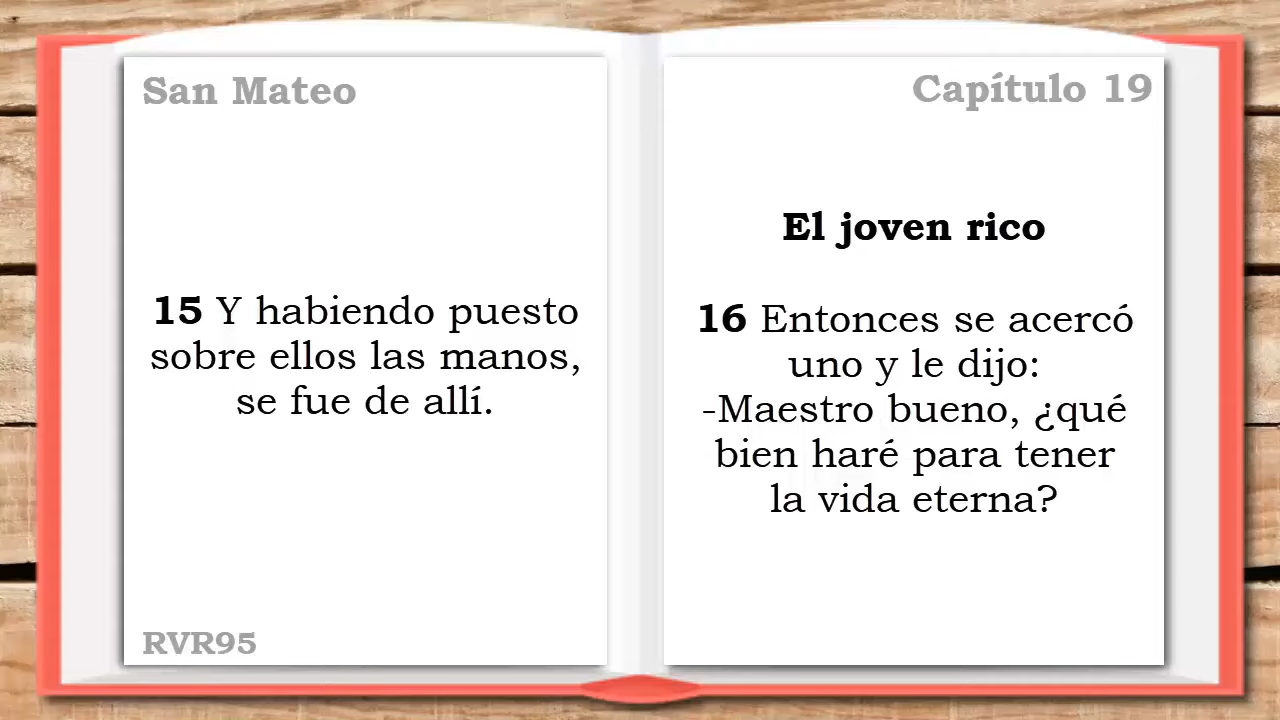 San Mateo
15 Y habiendo puesto
sobre ellos las manos,
se fue de allí.
RVR95
Capítulo 19
El joven rico
16 Entonces se acercó
uno y le dijo:
-Maestro bueno, ¿qué
bien haré para tener
la vida eterna?